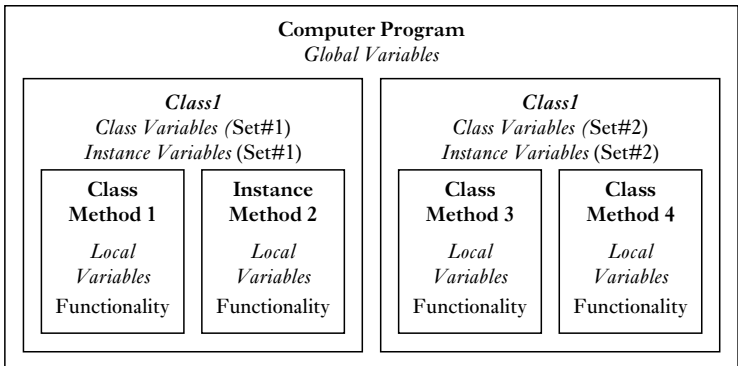 Computer Program
Global Variables
Class1
Class Variables (Set#1)
Instance Variables (Set#1)
Class
Method 1
Local
Variables
Functionality
Instance
Method 2
Local
Variables
Functionality
Class1
Class Variables (Set#2)
Instance Variables (Set#2)
Class
Method 3
Local
Variables
Functionality
Class
Method 4
Local
Variables
Functionality